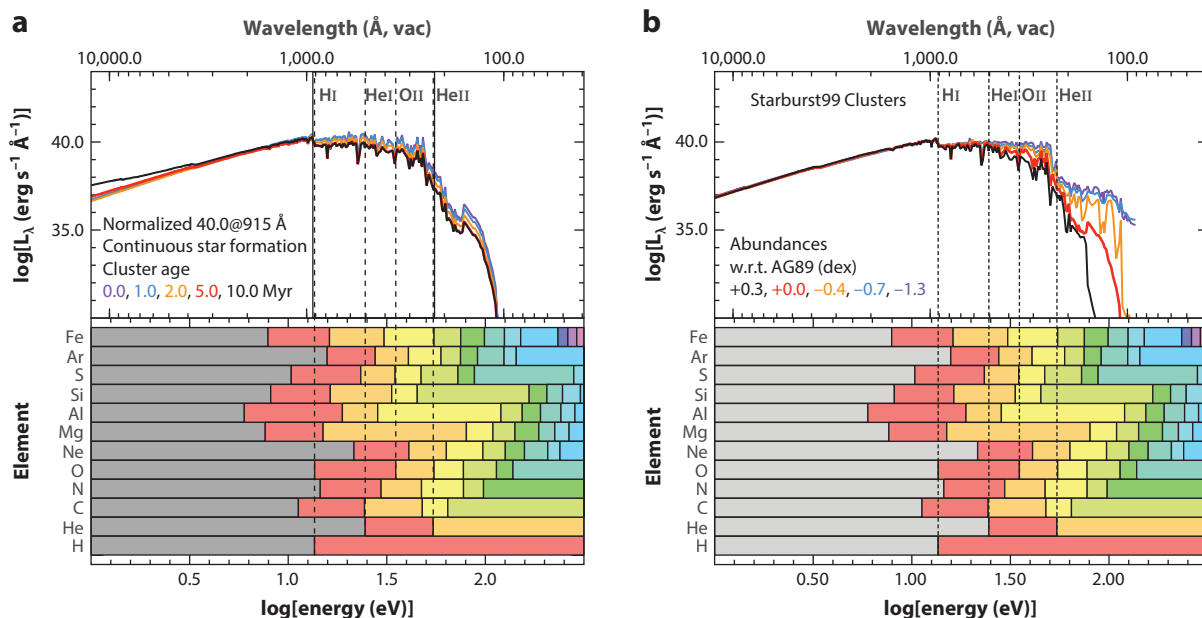 a
Wavelength (Å, vac)
10,000.0 1,000.0 100.0
HI HeI OII HeII
log[Lλ (erg s⁻¹ Å⁻¹)]
40.0
35.0
Normalized 40.0@915 Å
Continuous star formation
Cluster age
0.0, 1.0, 2.0, 5.0, 10.0 Myr
Element
Fe
Ar
S
Si
Al
Mg
Ne
O
N
C
He
H
0.5 1.0 1.5 2.0
log[energy (eV)]
b
Wavelength (Å, vac)
10,000.0 1,000.0 100.0
Starburst99 Clusters
HI HeI OII HeII
log[Lλ (erg s⁻¹ Å⁻¹)]
40.0
35.0
Abundances
w.r.t. AG89 (dex)
+0.3, +0.0, −0.4, −0.7, −1.3
Element
Fe
Ar
S
Si
Al
Mg
Ne
O
N
C
He
H
0.50 1.00 1.50 2.00
log[energy (eV)]